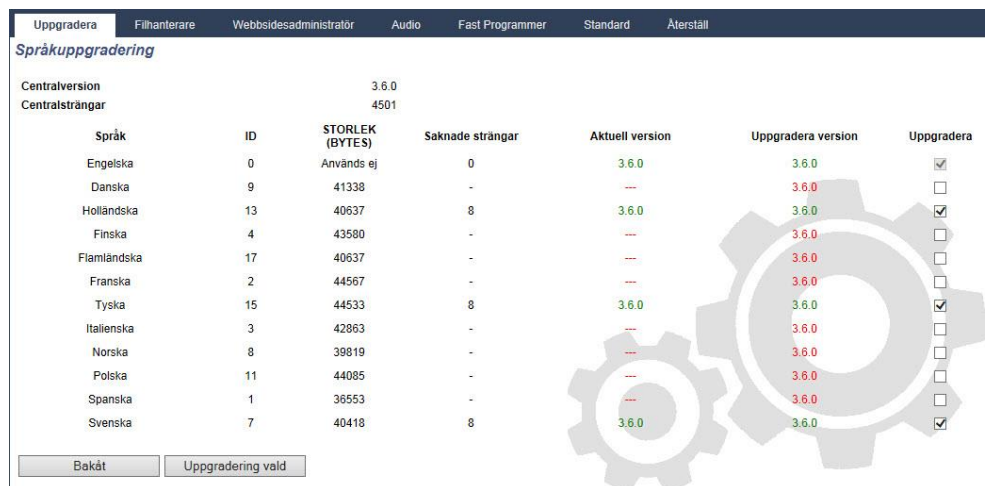 Uppgradera Filhanterare Webbsidesadministratör Audio Fast Programmer Standard Återställ
Språkuppgradering
Centralversion 3.6.0
Centralsträngar 4501
Språk ID STORLEK (BYTES) Saknade strängar Aktuell version Uppgradera version Uppgradera
Engelska 0 Används ej 0 3.6.0 3.6.0
Danska 9 41338 - --- 3.6.0
Holländska 13 40637 8 3.6.0 3.6.0
Finska 4 43580 - --- 3.6.0
Flamländska 17 40637 - --- 3.6.0
Franska 2 44567 - --- 3.6.0
Tyska 15 44533 8 3.6.0 3.6.0
Italienska 3 42863 - --- 3.6.0
Norska 8 39819 - --- 3.6.0
Polska 11 44085 - --- 3.6.0
Spanska 1 36553 - --- 3.6.0
Svenska 7 40418 8 3.6.0 3.6.0
Bakåt Uppgradering vald